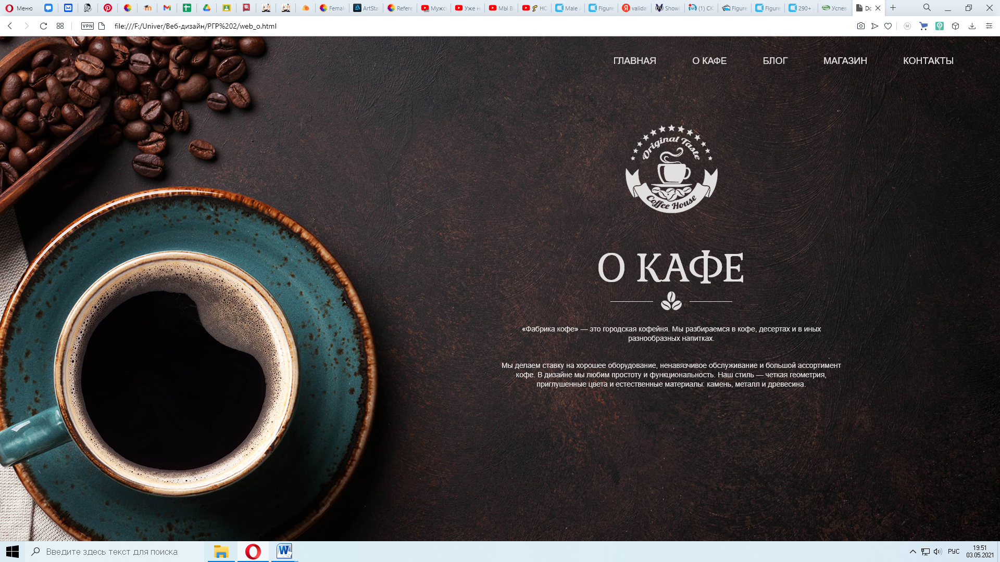 Меню
Female
ArtSta
Refere
Мужс
Уже н
МЫ В
НС
Male A
Figure
valida
Showi
(1) СК
Figure
Figure
290+
Успев
Dc
VPN
file:///F:/Univer/Веб-дизайн/РГР%202/web_o.html
ГЛАВНАЯ
О КАФЕ
БЛОГ
МАГАЗИН
КОНТАКТЫ
Original Taste
Coffee House
О КАФЕ
«Фабрика кофе» — это городская кофейня. Мы разбираемся в кофе, десертах и в иных
разнообразных напитках.
Мы делаем ставку на хорошее оборудование, ненавязчивое обслуживание и большой ассортимент
кофе. В дизайне мы любим простоту и функциональность. Наш стиль — четкая геометрия,
приглушенные цвета и естественные материалы: камень, металл и древесина.
Введите здесь текст для поиска
РУС
19:51
03.05.2021